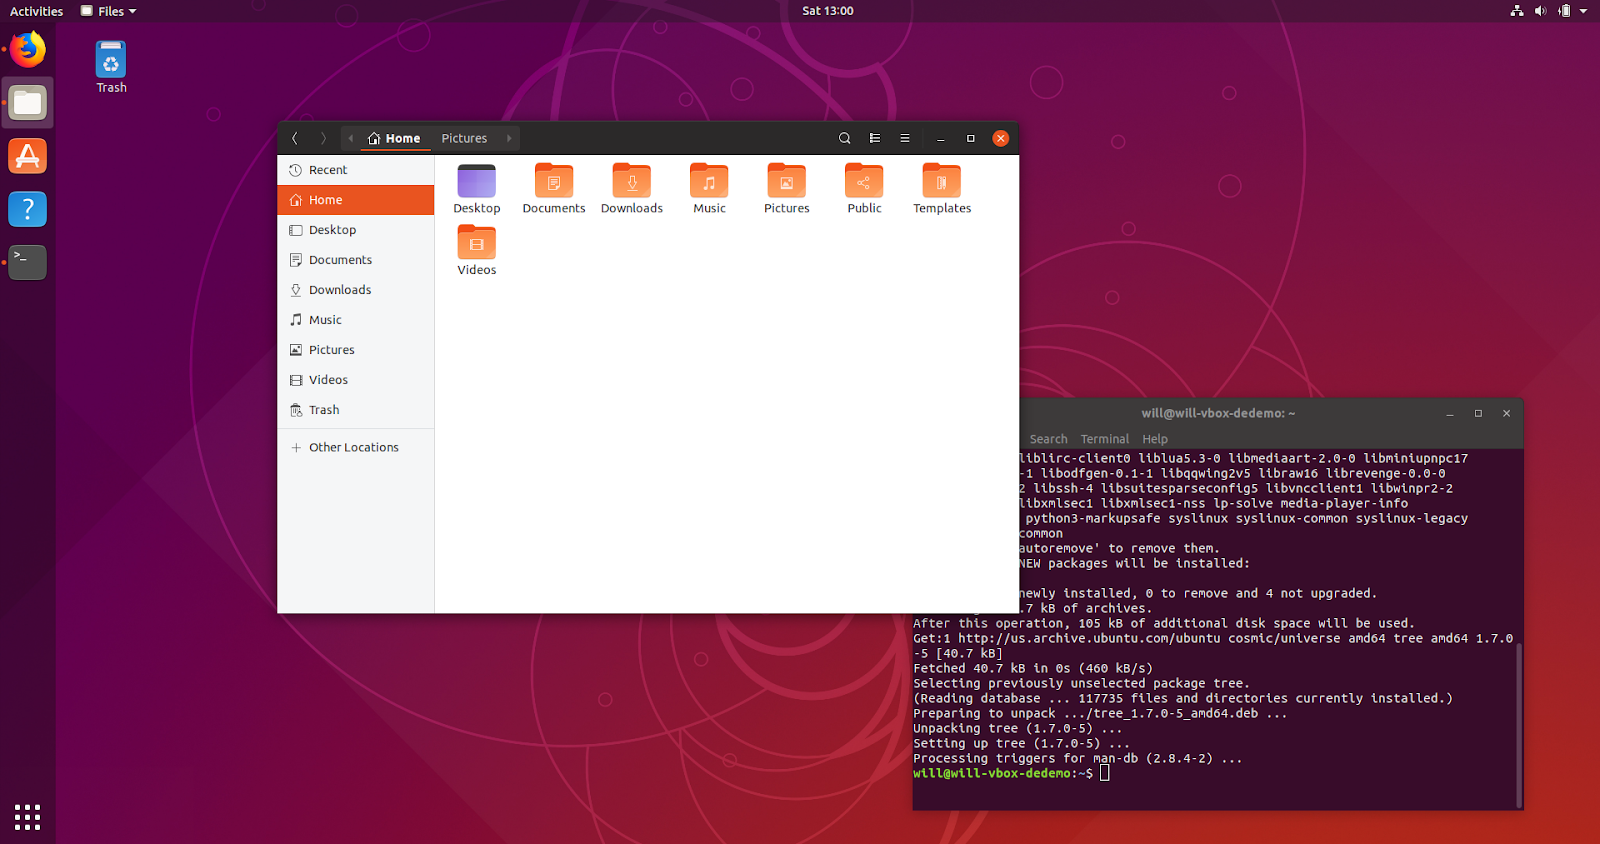 Activities Files Sat 13:00
Trash
Home Pictures
Recent
Home
Desktop
Documents
Downloads
Music
Pictures
Videos
Trash
Other Locations
Desktop Documents Downloads Music Pictures Public Templates
Videos
will@will-vbox-dedemo: ~
Search Terminal Help
liblirc-client0 liblua5.3-0 libmediaart-2.0-0 libminiupnpc17
-1 libodfgen-0.1-1 libqqwing2v5 libraw16 librevenge-0.0-0
2 libssh-4 libsuitesparseconfig5 libvncclient1 libwinpr2-2
libxmlsec1 libxmlsec1-nss lp-solve media-player-info
python3-markupsafe syslinux syslinux-common syslinux-legacy
common
autoremove' to remove them.
NEW packages will be installed:
newly installed, 0 to remove and 4 not upgraded.
.7 kB of archives.
After this operation, 105 kB of additional disk space will be used.
Get:1 http://us.archive.ubuntu.com/ubuntu cosmic/universe amd64 tree amd64 1.7.0
-5 [40.7 kB]
Fetched 40.7 kB in 0s (460 kB/s)
Selecting previously unselected package tree.
(Reading database ... 117735 files and directories currently installed.)
Preparing to unpack .../tree_1.7.0-5_amd64.deb ...
Unpacking tree (1.7.0-5) ...
Setting up tree (1.7.0-5) ...
Processing triggers for man-db (2.8.4-2) ...
will@will-vbox-dedemo:~$